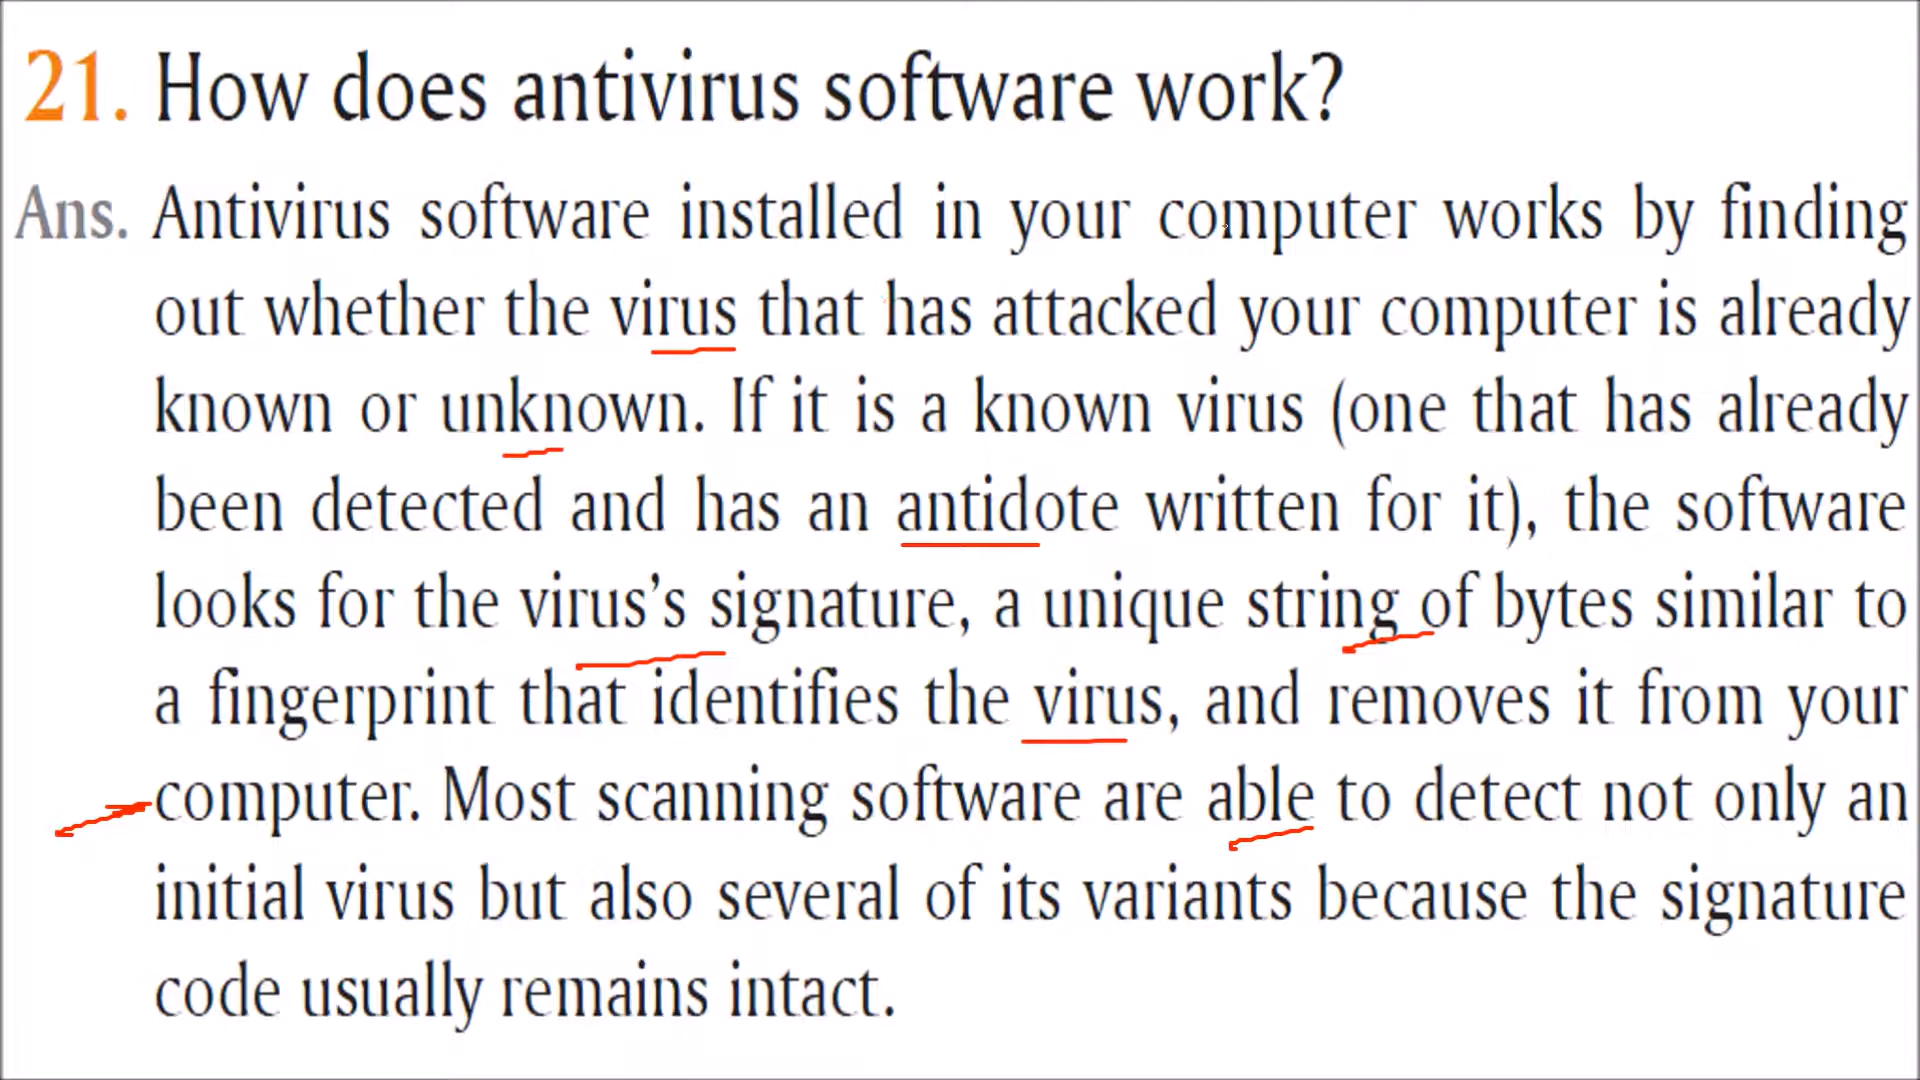 21. How does antivirus software work?
Ans. Antivirus software installed in your computer works by finding
out whether the virus that has attacked your computer is already
known or unknown. If it is a known virus (one that has already
been detected and has an antidote written for it), the software
looks for the virus’s signature, a unique string of bytes similar to
a fingerprint that identifies the virus, and removes it from your
computer. Most scanning software are able to detect not only an
initial virus but also several of its variants because the signature
code usually remains intact.